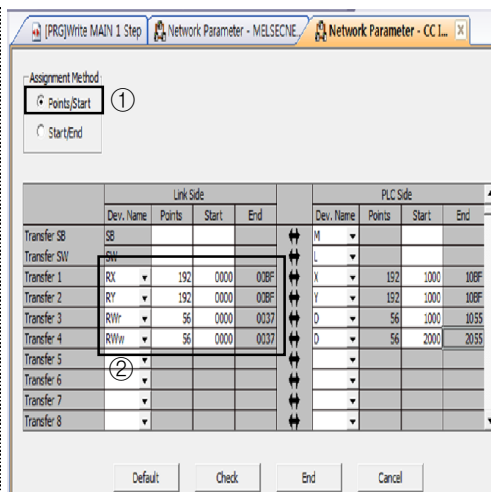 [PRG]Write MAIN 1 Step Network Parameter - MELSECNE Network Parameter - CC I...
Assignment Method
Points/Start ①
Start/End
Link Side PLC Side
Dev. Name Points Start End Dev. Name Points Start End
Transfer SB SB M
Transfer SW SW L
Transfer 1 RX 192 0000 00BF X 192 1000 10BF
Transfer 2 RY 192 0000 00BF Y 192 1000 10BF
Transfer 3 RWr 56 0000 0037 D 56 1000 1055
Transfer 4 RWw 56 0000 0037 D 56 2000 2055
Transfer 5 ②
Transfer 6
Transfer 7
Transfer 8
Default Check End Cancel